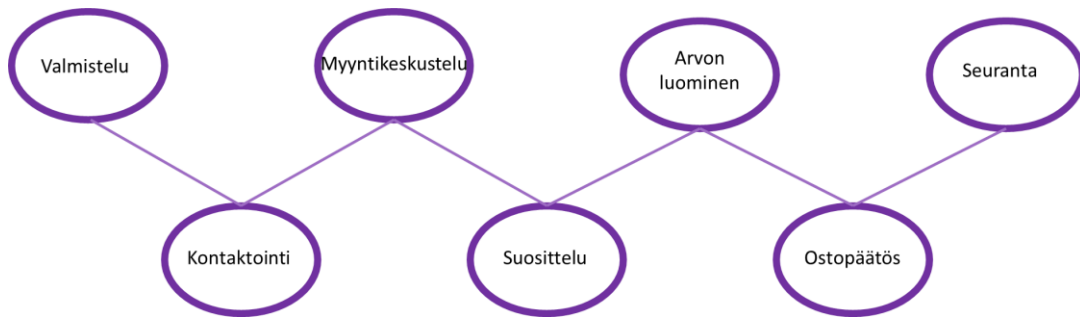 Valmistelu
Kontaktointi
Myyntikeskustelu
Suosittelu
Arvon
luominen
Ostopäätös
Seuranta